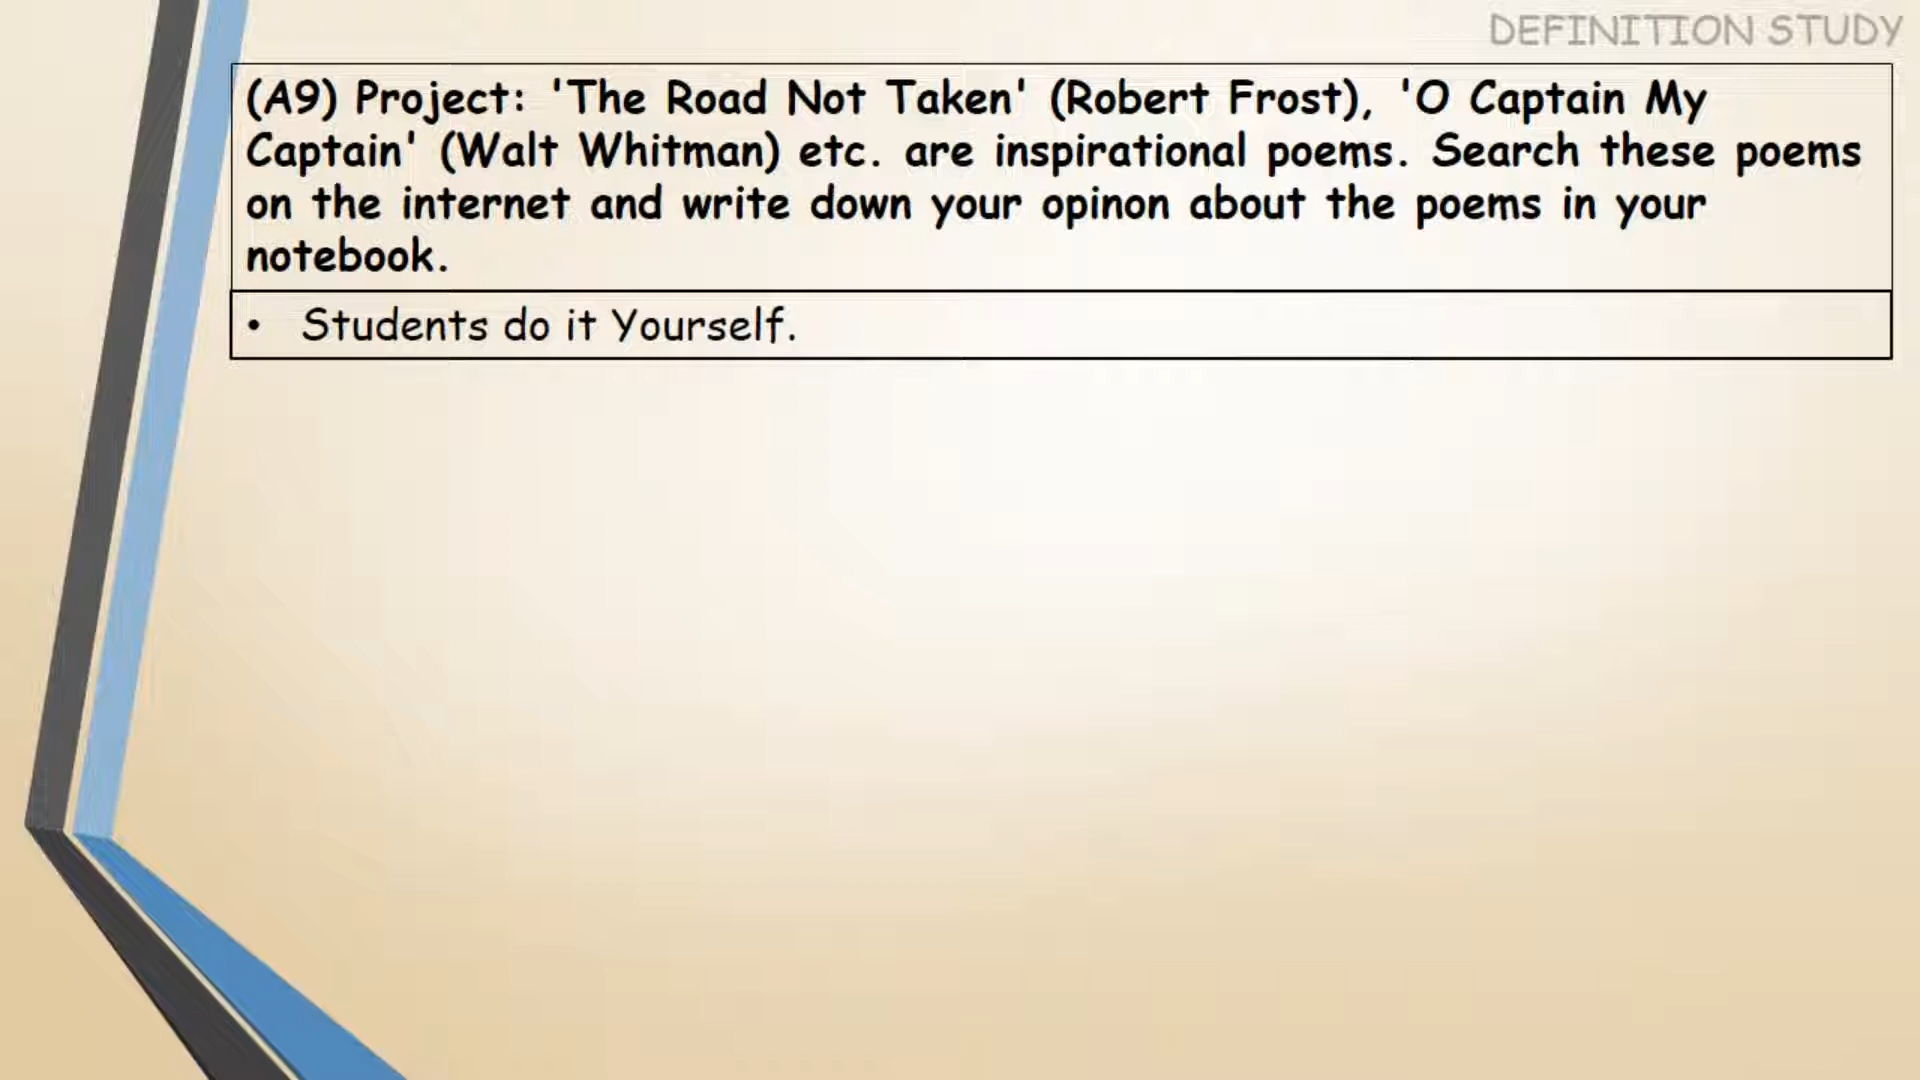 DEFINITION STUDY
(A9) Project: 'The Road Not Taken' (Robert Frost), 'O Captain My
Captain' (Walt Whitman) etc. are inspirational poems. Search these poems
on the internet and write down your opinon about the poems in your
notebook.
• Students do it Yourself.